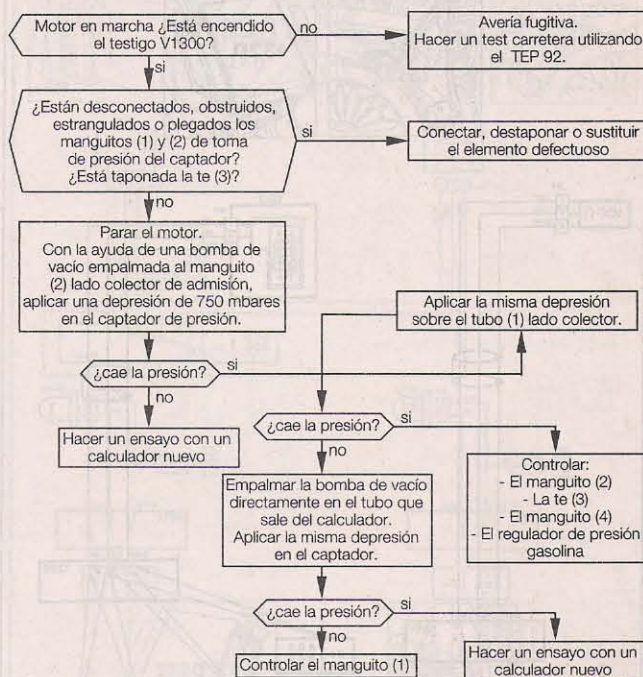 Motor en marcha ¿Está encendido
el testigo V1300?
no
Avería fugitiva.
Hacer un test carretera utilizando
el TEP 92.
si
¿Están desconectados, obstruidos,
estrangulados o plegados los
manguitos (1) y (2) de toma
de presión del captador?
¿Está taponada la te (3)?
si
Conectar, destaponar o sustituir
el elemento defectuoso
no
Parar el motor.
Con la ayuda de una bomba de
vacío empalmada al manguito
(2) lado colector de admisión,
aplicar una depresión de 750 mbares
en el captador de presión.
Aplicar la misma depresión
sobre el tubo (1) lado colector.
¿cae la presión?
si
no
Hacer un ensayo con un
calculador nuevo
¿cae la presión?
si
no
Controlar:
- El manguito (2)
- La te (3)
- El manguito (4)
- El regulador de presión
gasolina
Empalmar la bomba de vacío
directamente en el tubo que
sale del calculador.
Aplicar la misma depresión
en el captador.
¿cae la presión?
si
no
Controlar el manguito (1)
Hacer un ensayo con un
calculador nuevo